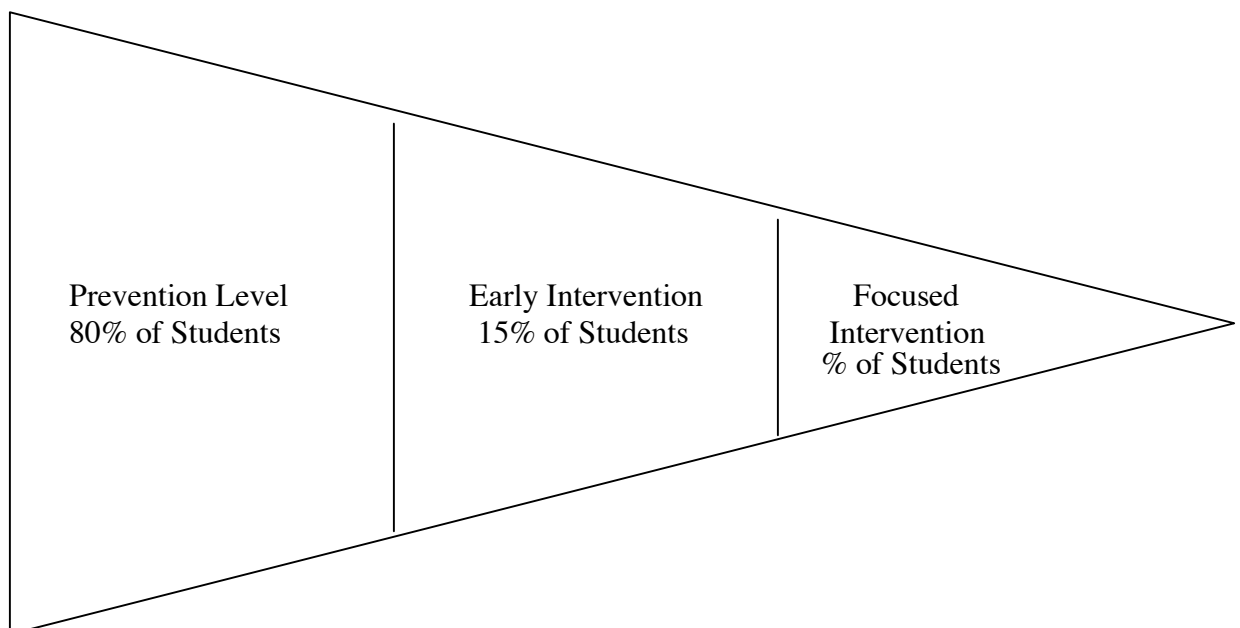 Prevention Level
80% of Students
Early Intervention
15% of Students
Focused
Intervention
% of Students